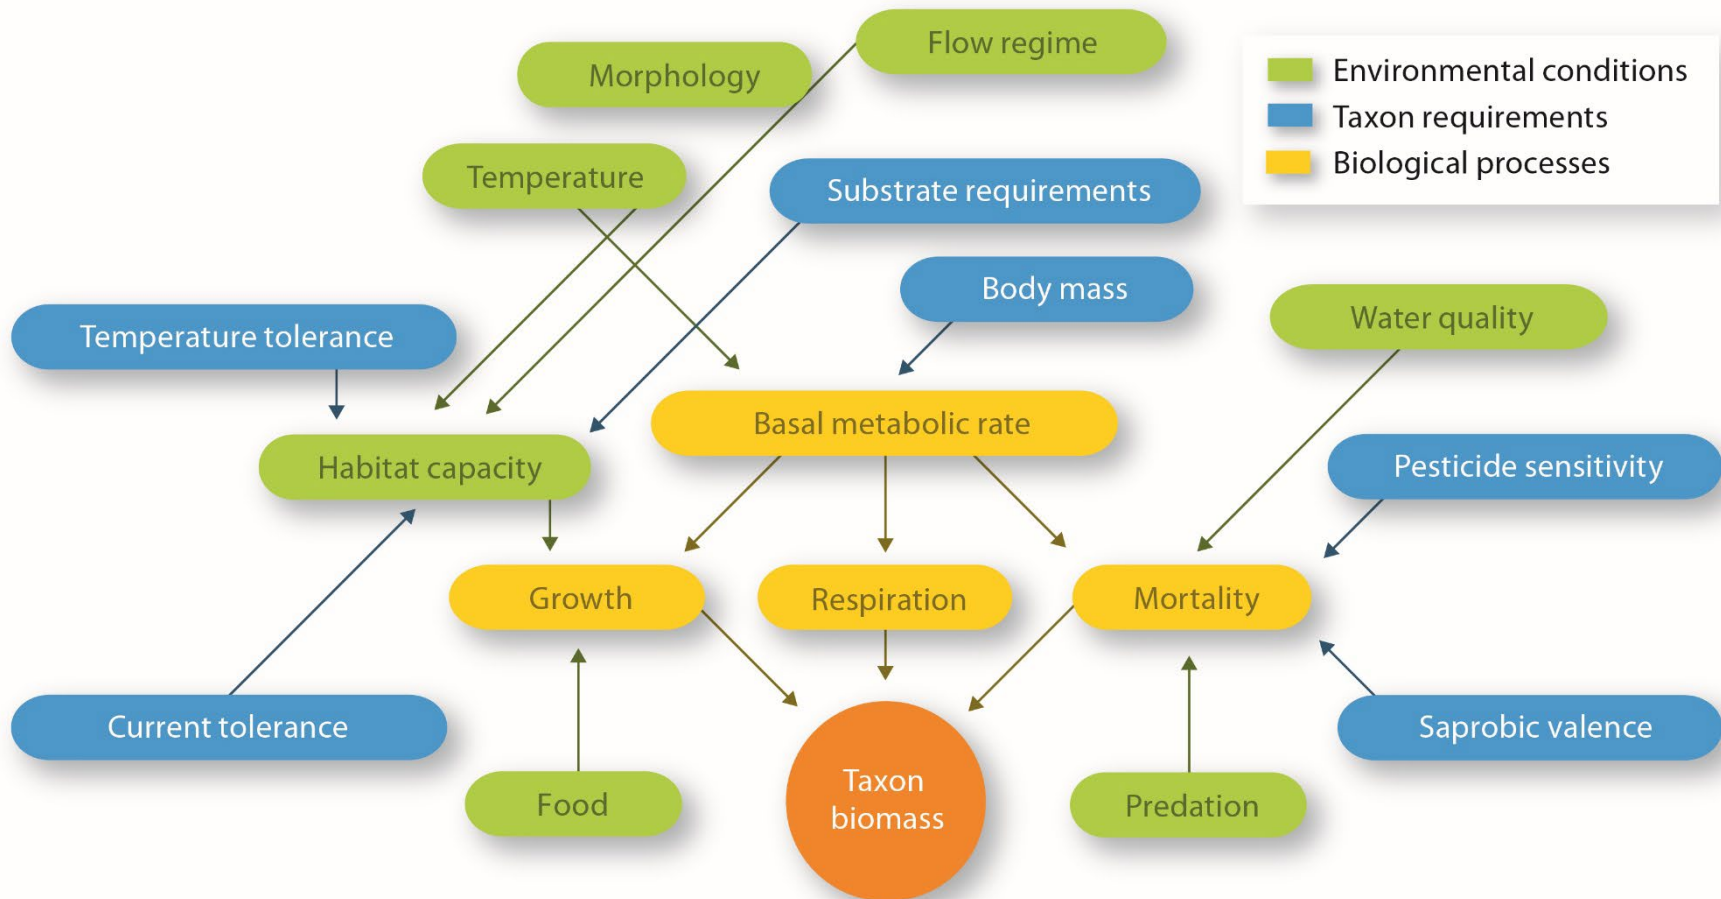 Flow regime
Morphology
Environmental conditions
Taxon requirements
Biological processes
Temperature
Substrate requirements
Body mass
Temperature tolerance
Water quality
Basal metabolic rate
Habitat capacity
Pesticide sensitivity
Growth
Respiration
Mortality
Current tolerance
Saprobic valence
Food
Taxon
biomass
Predation